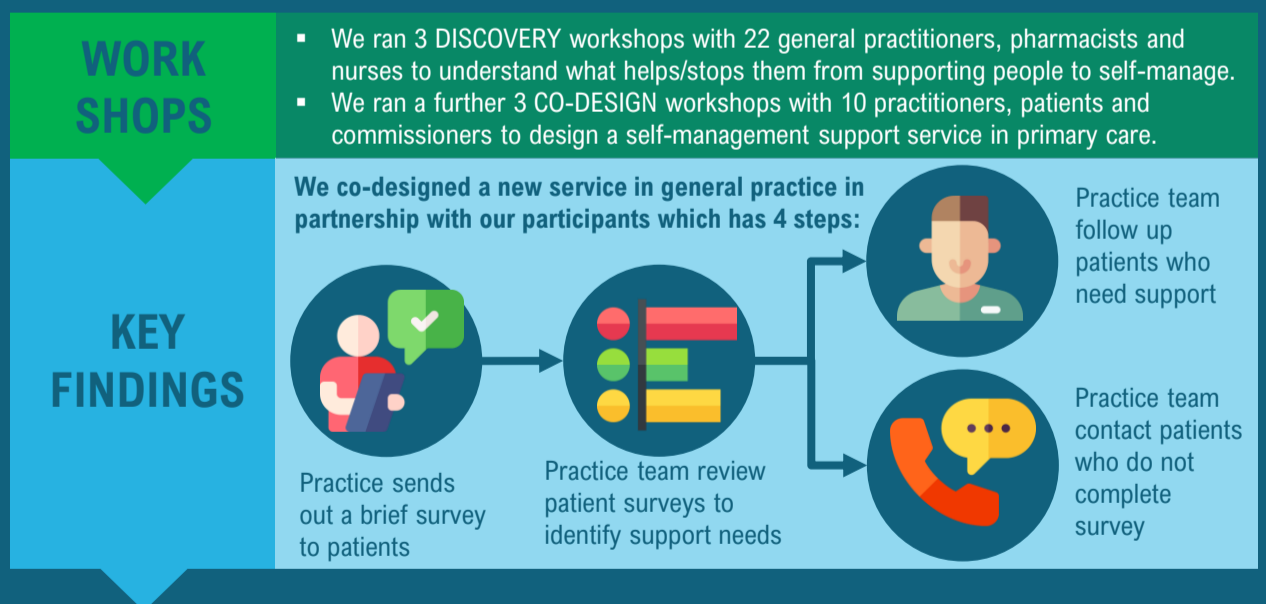 WORK
SHOPS
▪ We ran 3 DISCOVERY workshops with 22 general practitioners, pharmacists and
nurses to understand what helps/stops them from supporting people to self-manage.
▪ We ran a further 3 CO-DESIGN workshops with 10 practitioners, patients and
commissioners to design a self-management support service in primary care.
KEY
FINDINGS
We co-designed a new service in general practice in
partnership with our participants which has 4 steps:
Practice sends
out a brief survey
to patients
Practice team review
patient surveys to
identify support needs
Practice team
follow up
patients who
need support
Practice team
contact patients
who do not
complete
survey